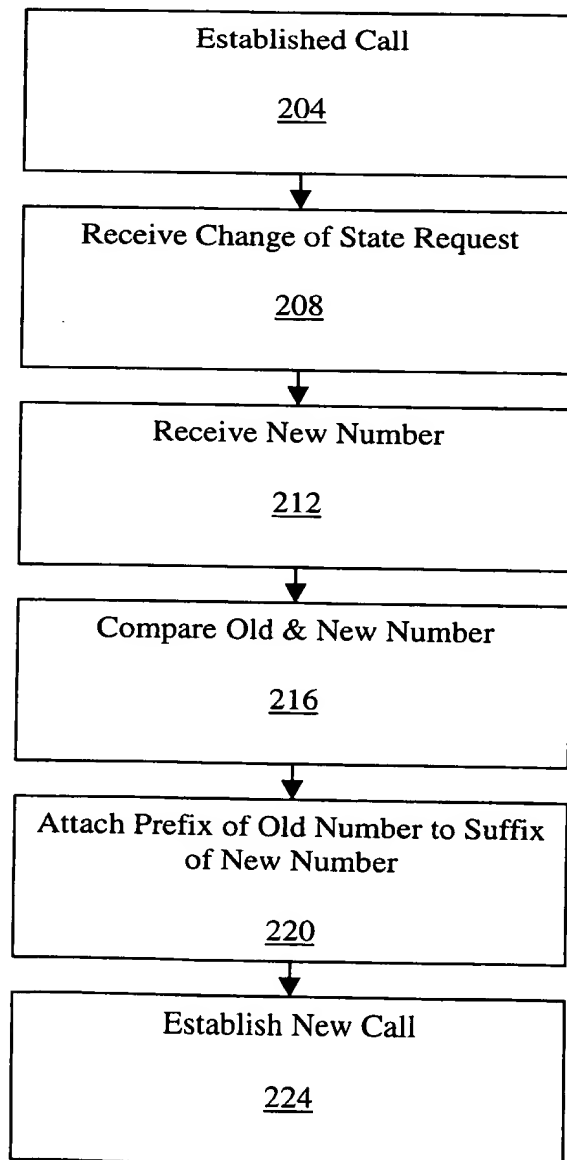 Established Call
204
Receive Change of State Request
208
Receive New Number
212
Compare Old & New Number
216
Attach Prefix of Old Number to Suffix
of New Number
220
Establish New Call
224